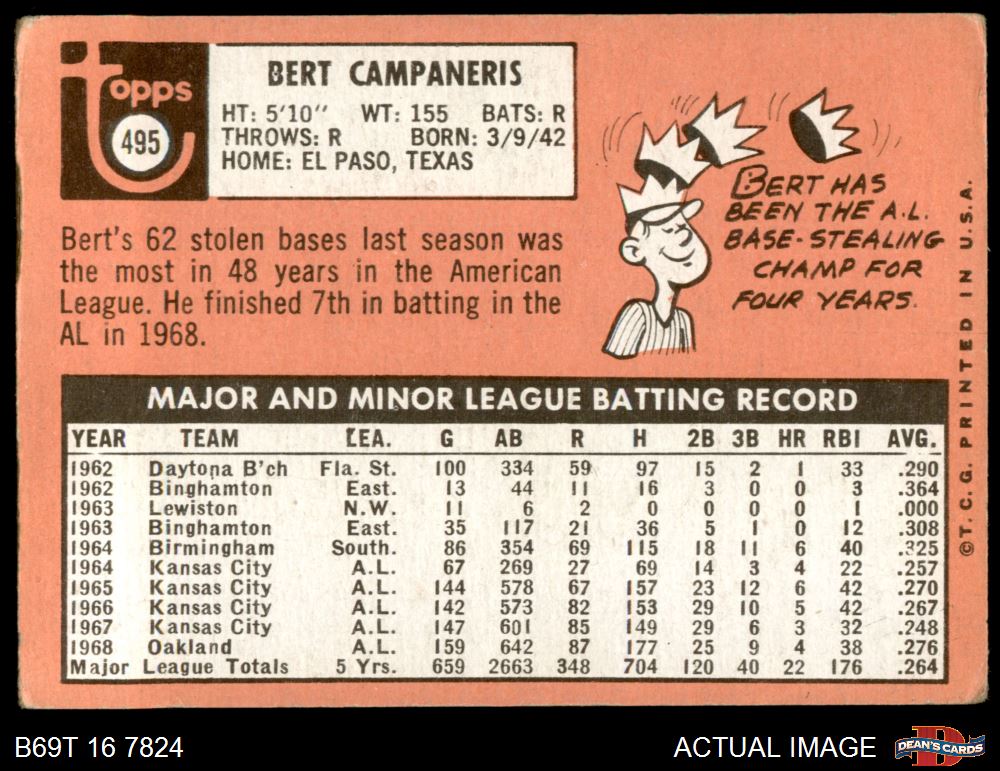 topps
495
BERT CAMPANERIS
HT: 5'10" WT: 155 BATS: R
THROWS: R BORN: 3/9/42
HOME: EL PASO, TEXAS
Bert's 62 stolen bases last season was
the most in 48 years in the American
League. He finished 7th in batting in the
AL in 1968.
BERT HAS
BEEN THE A.L.
BASE-STEALING
CHAMP FOR
FOUR YEARS.
©T.C.G. PRINTED IN U.S.A.
MAJOR AND MINOR LEAGUE BATTING RECORD
YEAR TEAM LEA. G AB R H 2B 3B HR RBI AVG.
1962 Daytona B'ch Fla. St. 100 334 59 97 15 2 1 33 .290
1962 Binghamton East. 13 44 11 16 3 0 0 3 .364
1963 Lewiston N.W. 11 6 2 0 0 0 0 1 .000
1963 Binghamton East. 35 117 21 36 5 1 0 12 .308
1964 Birmingham South. 86 354 69 115 18 11 6 40 .325
1964 Kansas City A.L. 67 269 27 69 14 3 4 22 .257
1965 Kansas City A.L. 144 578 67 157 23 12 6 42 .270
1966 Kansas City A.L. 142 573 82 153 29 10 5 42 .267
1967 Kansas City A.L. 147 601 85 149 29 6 3 32 .248
1968 Oakland A.L. 159 642 87 177 25 9 4 38 .276
Major League Totals 5 Yrs. 659 2663 348 704 120 40 22 176 .264
B69T 16 7824
ACTUAL IMAGE
D
DEAN'S CARDS